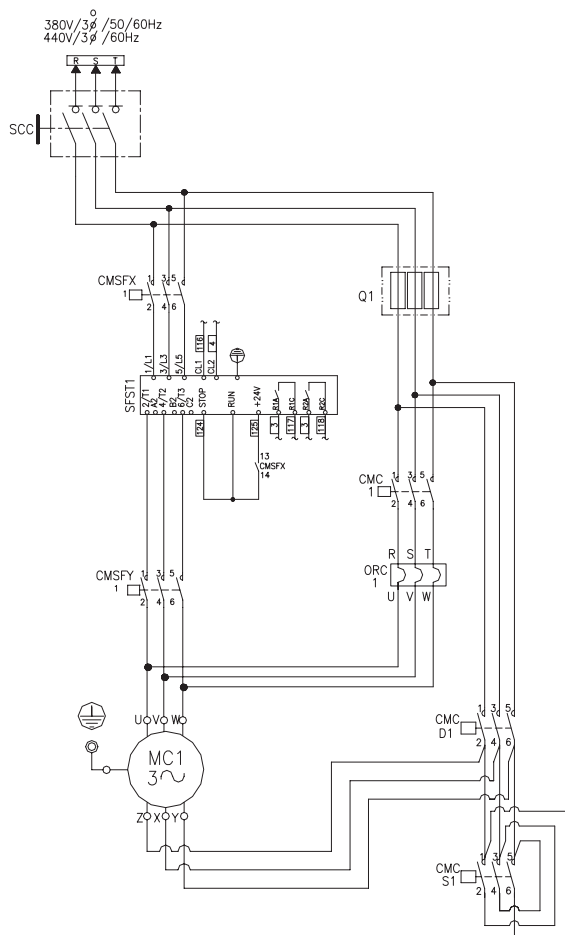 380V/3ϕ/50/60Hz
440V/3ϕ/60Hz
R S T
SCC
CMSFX 1
1 3 5
2 4 6
Q1
1/L1 3/L3 5/L5 CL1 116 CL2 4
SFST1
2/T1 A2 4/T2 B2 6/T3 C2 STOP RUN +24V R1A R1C R2A R2C
124 125 3 117 3 118
13
CMSFX
14
CMC 1
1 3 5
2 4 6
R S T
ORC 1
U V W
CMSFY 1
1 3 5
2 4 6
U V W
MC1
3
Z X Y
CMC D1
1 3 5
2 4 6
CMC S1
1 3 5
2 4 6